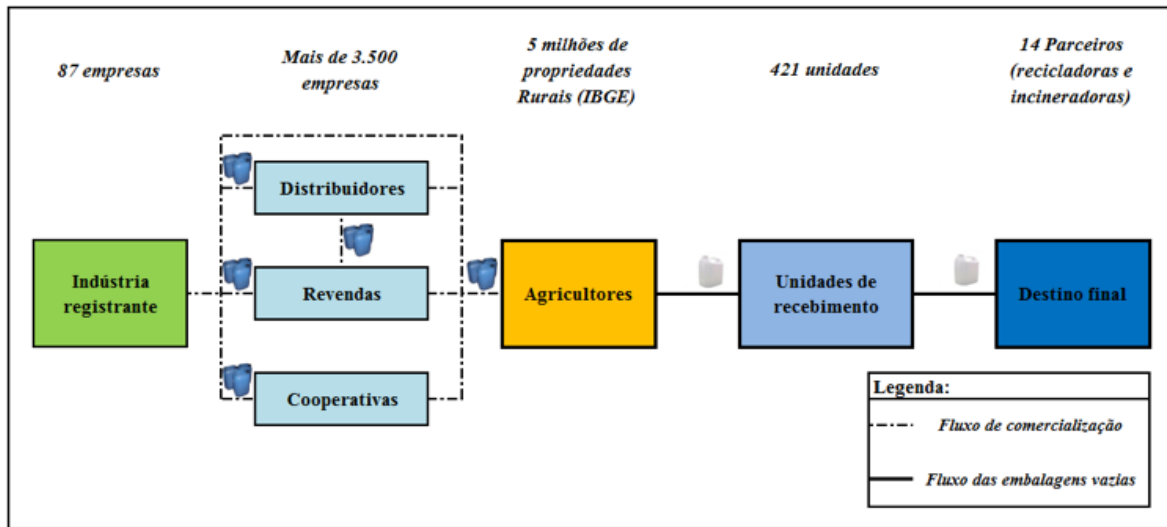 87 empresas
Mais de 3.500
empresas
5 milhões de
propriedades
Rurais (IBGE)
421 unidades
14 Parceiros
(recicladoras e
incineradoras)
Distribuidores
Indústria
registrante
Revendas
Agricultores
Unidades de
recebimento
Destino final
Cooperativas
Legenda:
Fluxo de comercialização
Fluxo das embalagens vazias